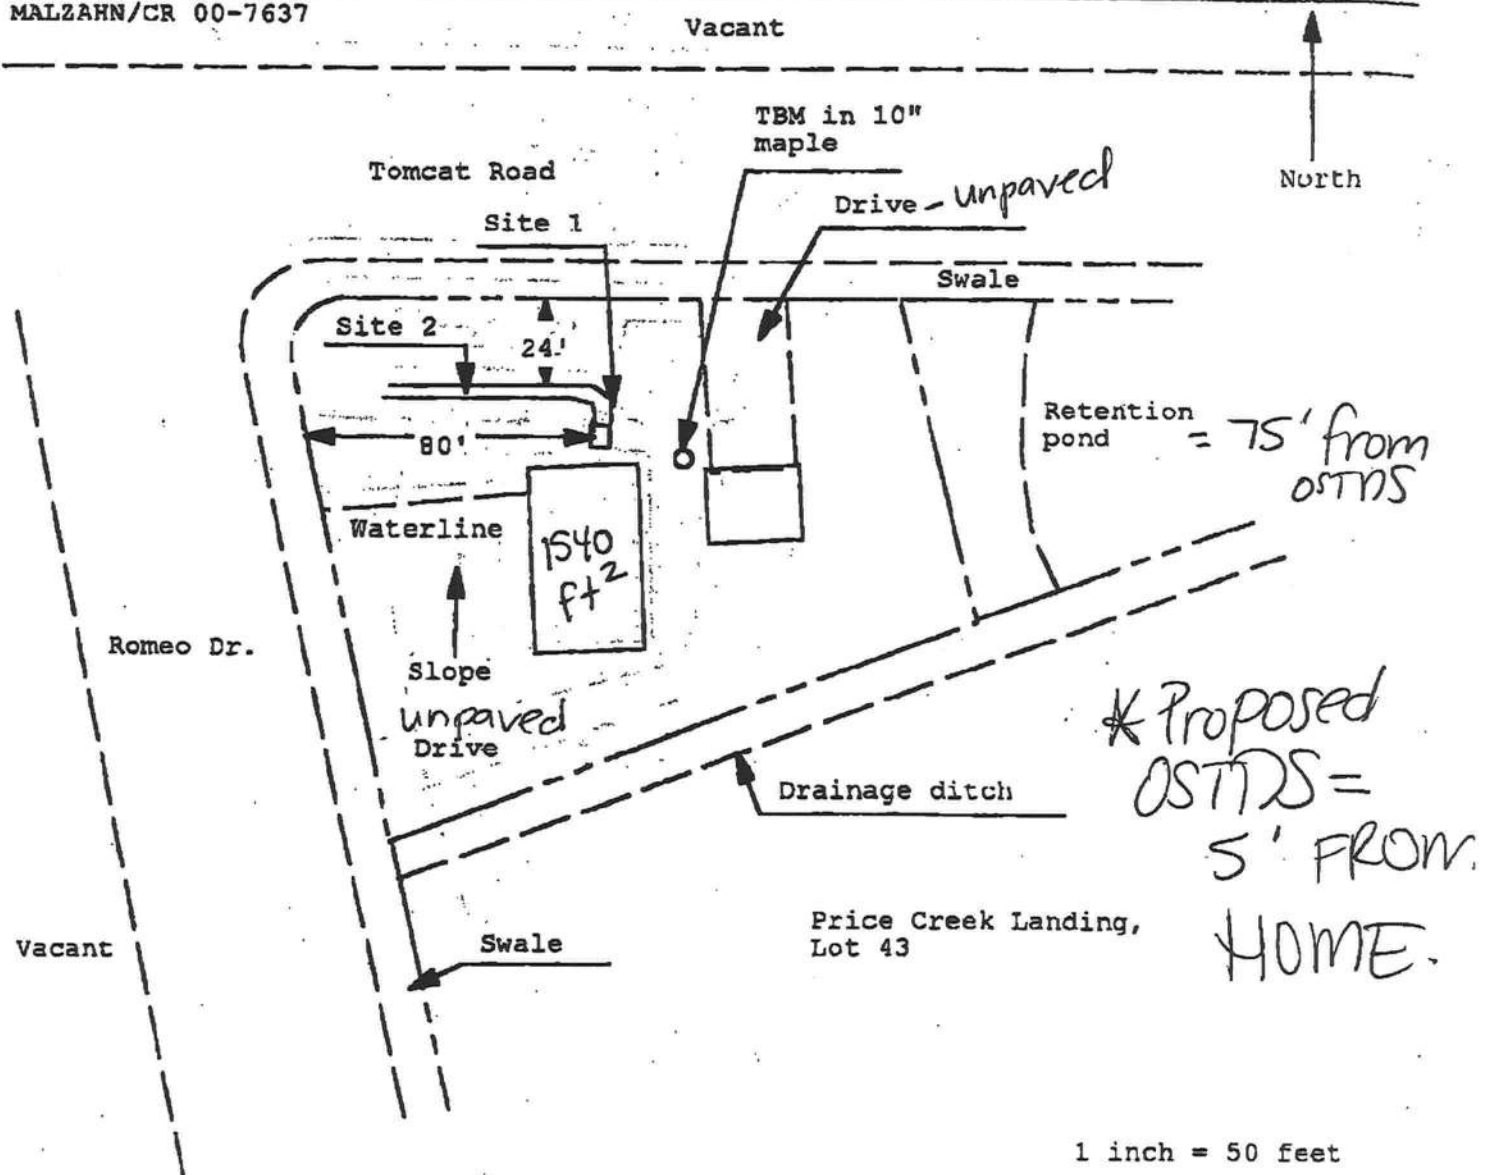 MALZAHN/CR 00-7637
Vacant
TBM in 10"
maple
North
Tomcat Road
Drive - unpaved
Site 1
Swale
Site 2
24'
Retention
pond = 75' from
OSTDS
80'
Waterline
1540
ft²
Romeo Dr.
Slope
unpaved
Drive
* Proposed
OSTDS =
5' FROM
HOME.
Drainage ditch
Price Creek Landing,
Lot 43
Vacant
Swale
1 inch = 50 feet